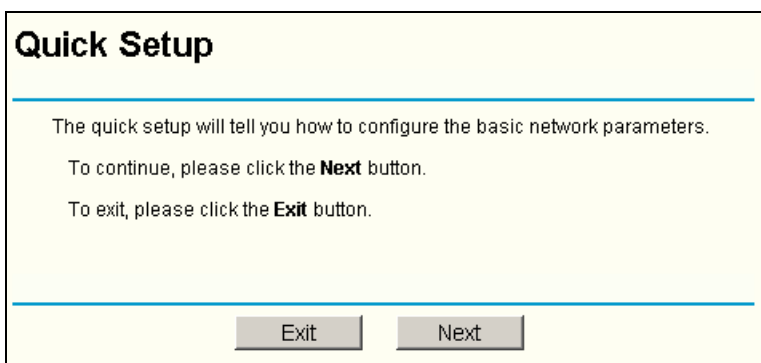 Quick Setup
The quick setup will tell you how to configure the basic network parameters.
To continue, please click the Next button.
To exit, please click the Exit button.
Exit
Next